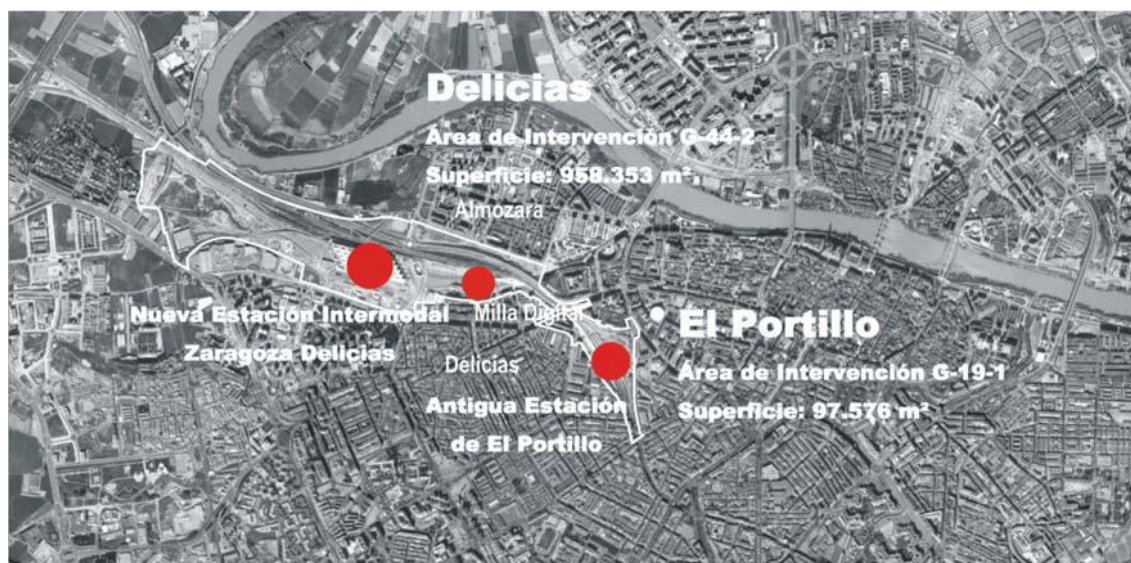 Delicias
Área de Intervención G-44-2
Superficie: 958.353 m²
Almozara
Nueva Estación Intermodal
Zaragoza Delicias
Milla Digital
Delicias
Antigua Estación
de El Portillo
El Portillo
Área de Intervención G-19-1
Superficie: 97.576 m²